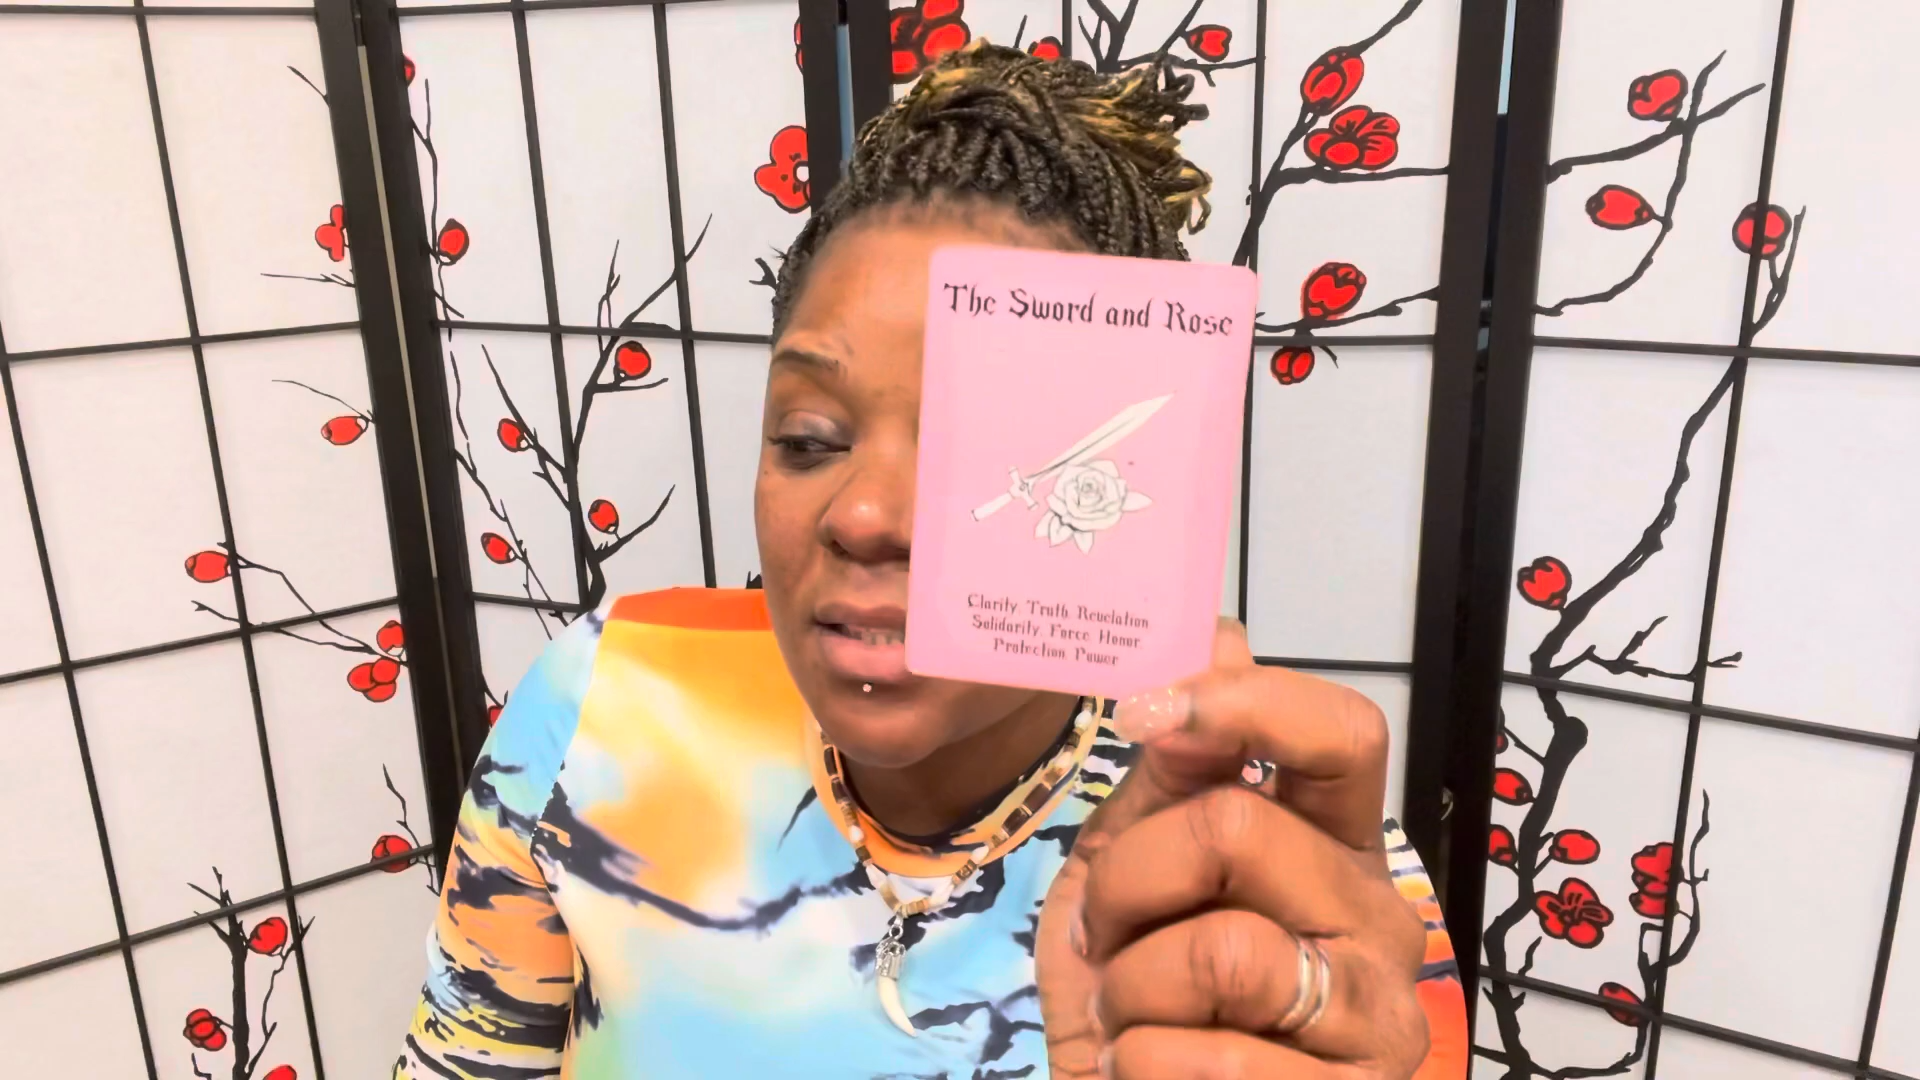 The Sword and Rose
Clarity, Truth, Revelation
Solidarity, Force, Honor,
Protection, Power